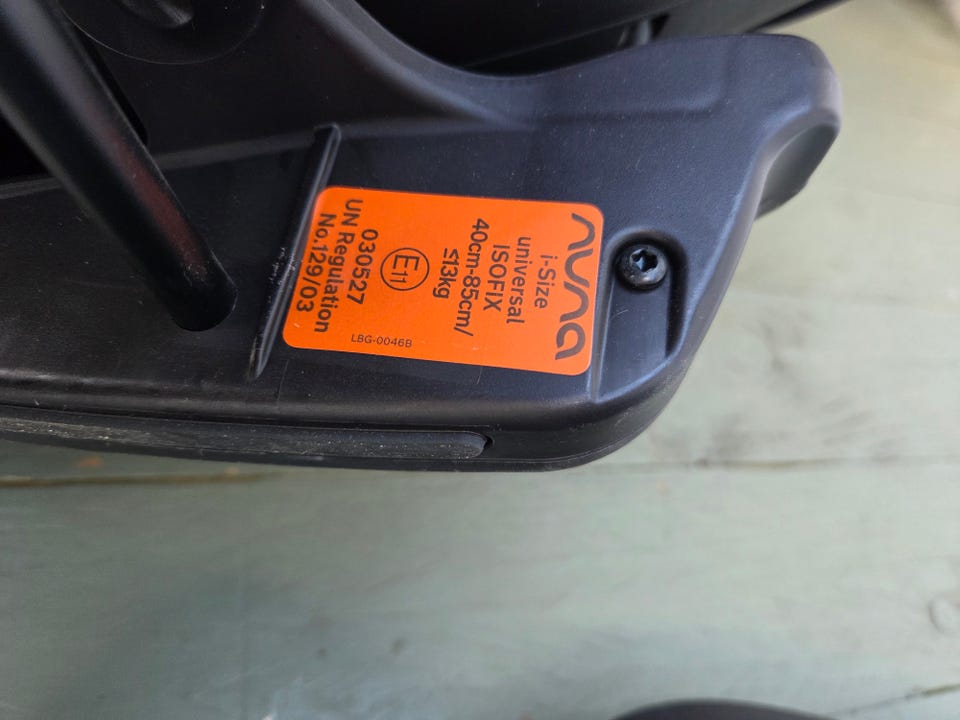 nuna
i-Size
universal
ISOFIX
40cm-85cm/
≤13kg
E11
030527
UN Regulation
No.129/03
LBG-0046B